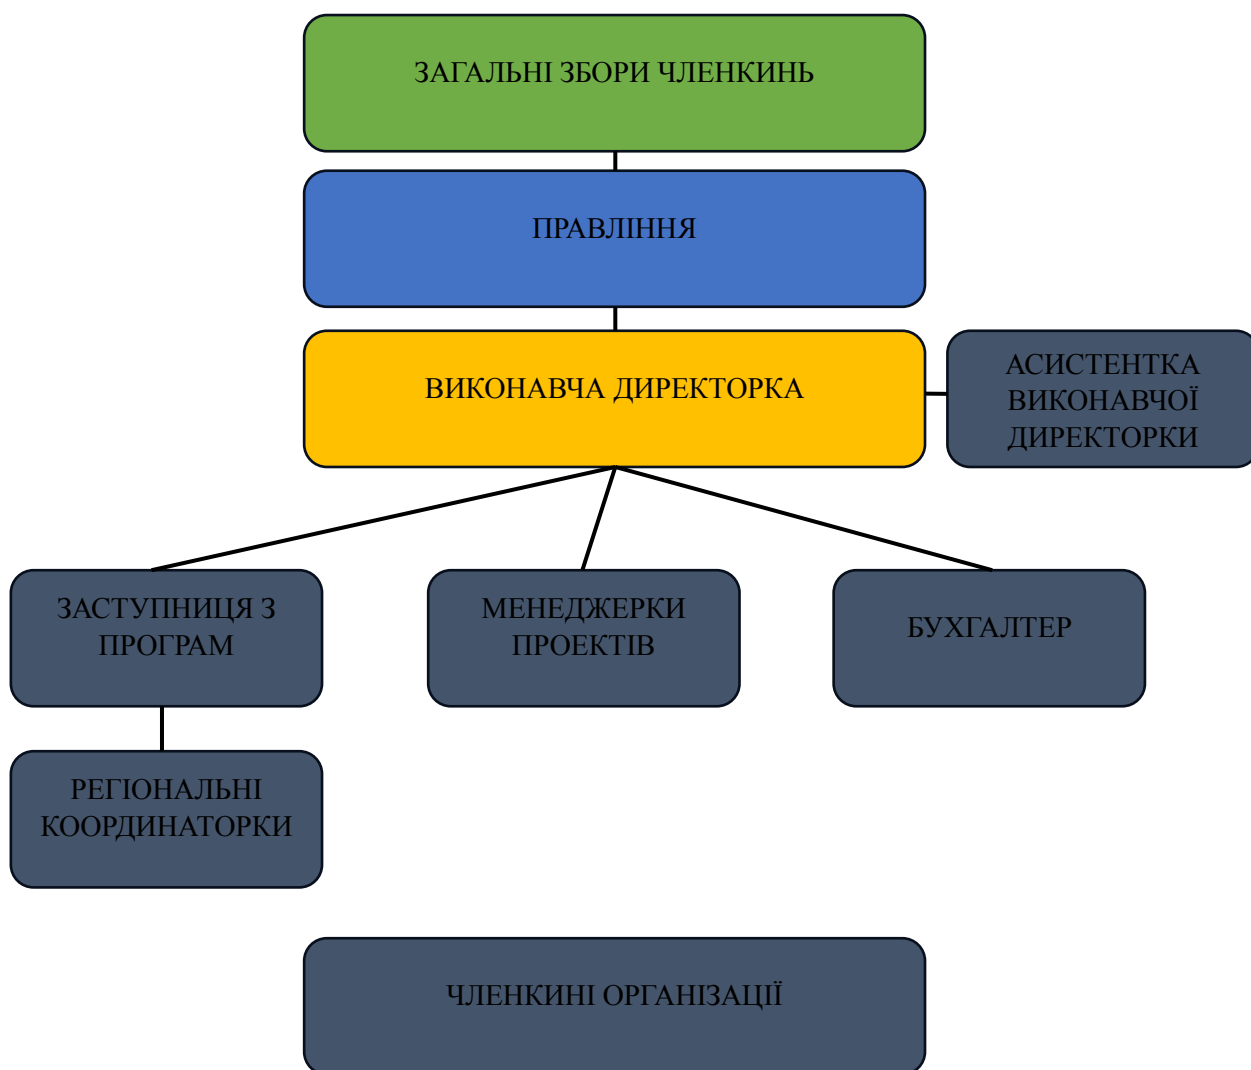 ЗАГАЛЬНІ ЗБОРИ ЧЛЕНКИНЬ
ПРАВЛІННЯ
ВИКОНАВЧА ДИРЕКТОРКА
АСИСТЕНТКА
ВИКОНАВЧОЇ
ДИРЕКТОРКИ
ЗАСТУПНИЦЯ З
ПРОГРАМ
МЕНЕДЖЕРКИ
ПРОЕКТІВ
БУХГАЛТЕР
РЕГІОНАЛЬНІ
КООРДИНАТОРКИ
ЧЛЕНКИНІ ОРГАНІЗАЦІЇ